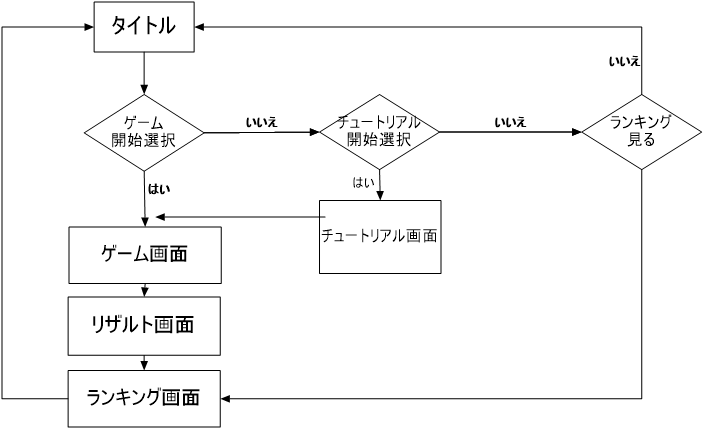 タイトル
いいえ
ゲーム
開始選択
いいえ
チュートリアル
開始選択
いいえ
ランキング
見る
はい
はい
チュートリアル画面
ゲーム画面
リザルト画面
ランキング画面